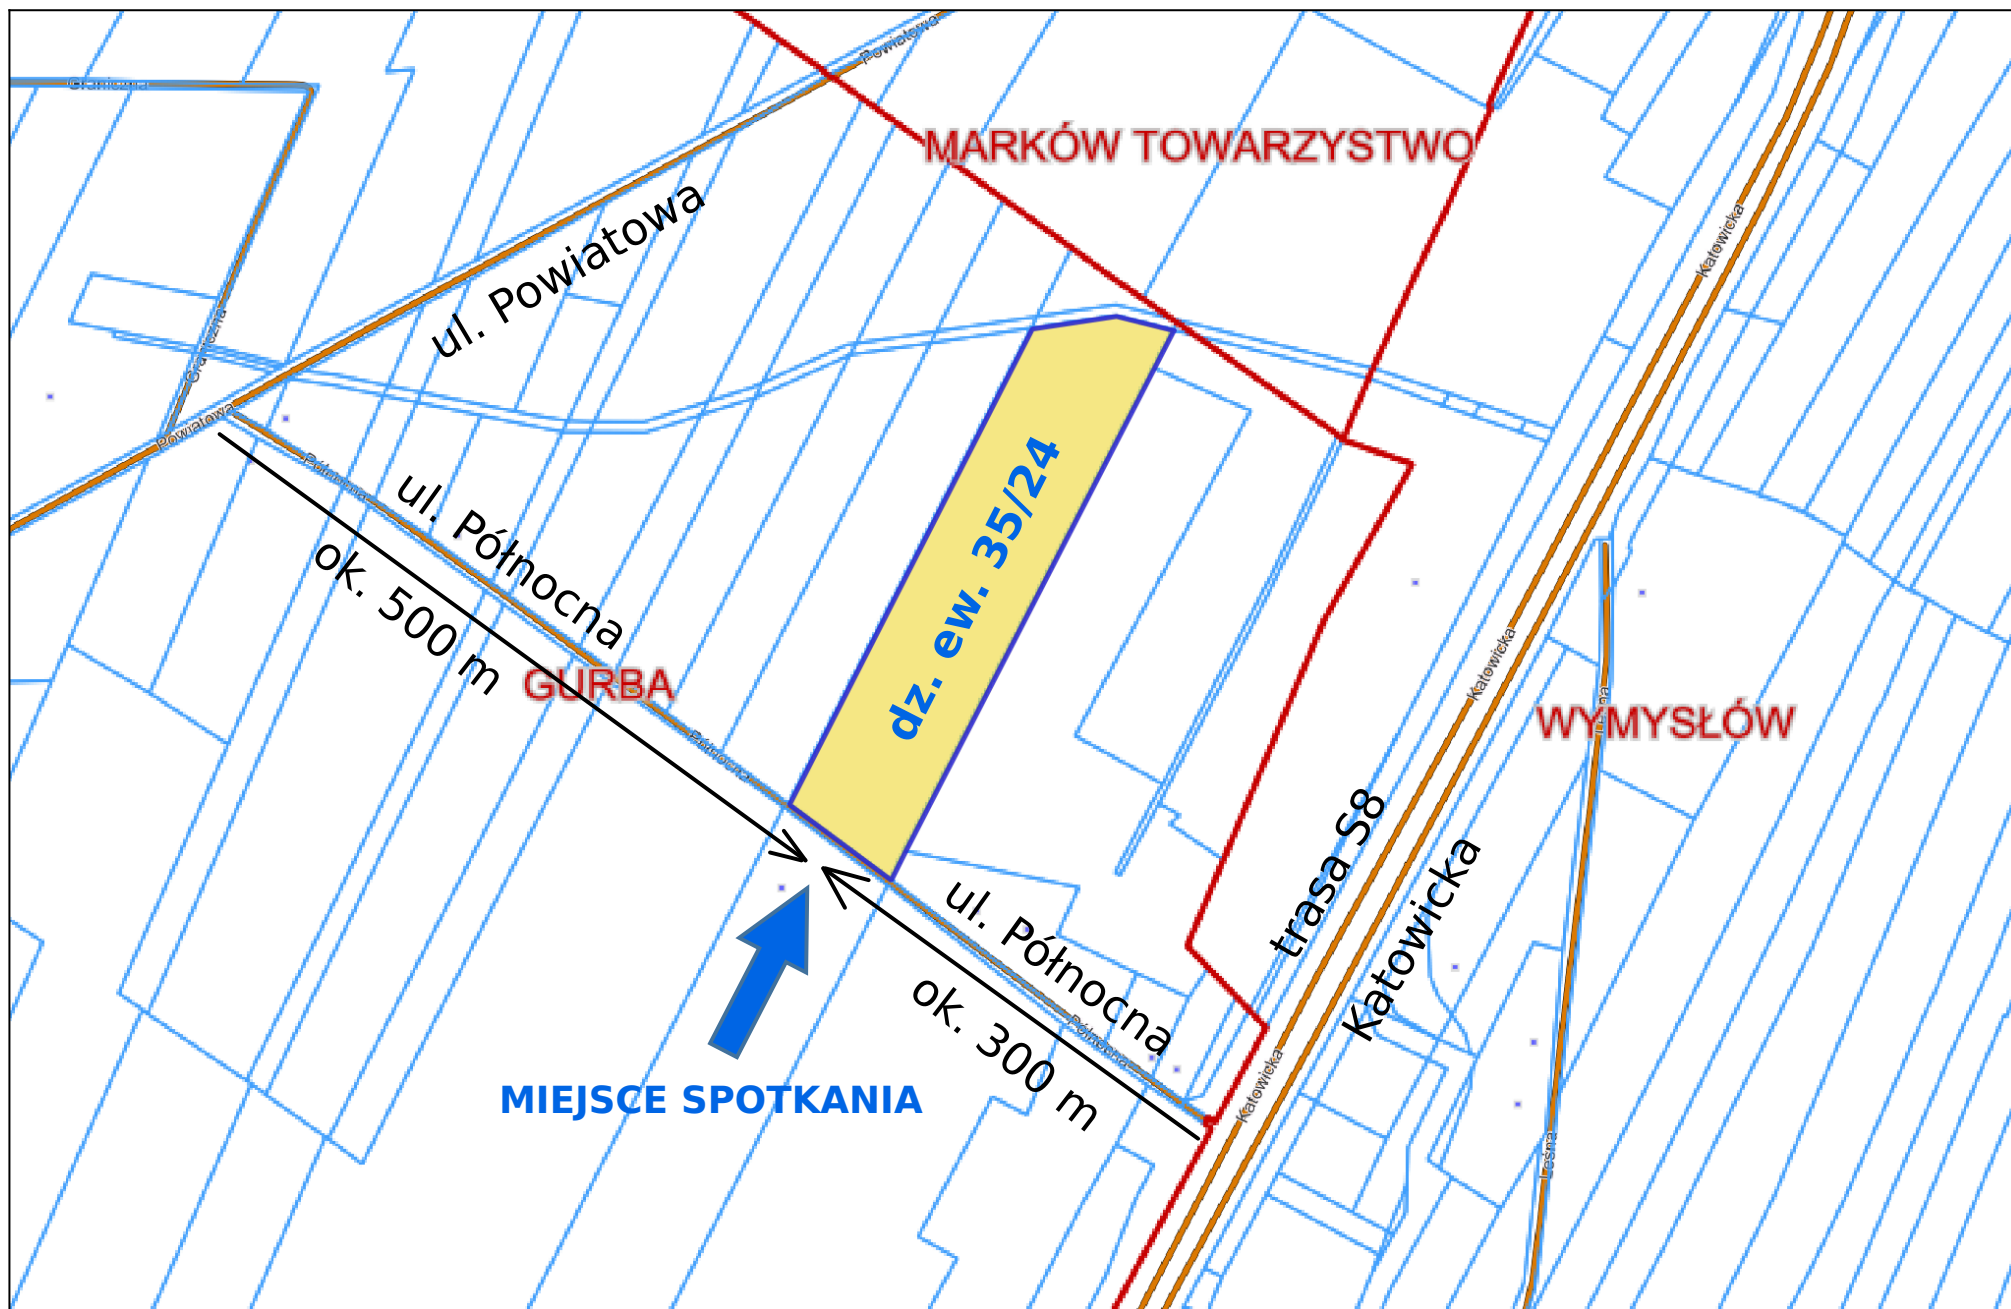 Powiatowa
Graniczna
MARKÓW TOWARZYSTWO
Katowicka
ul. Powiatowa
Graniczna
Powiatowa
Północna
ul. Północna
dz. ew. 35/24
ok. 500 m
GURBA
Katowicka
WYMYSŁÓW
Północna
trasa S8
Katowicka
ul. Północna
ok. 300 m
Północna
Katowicka
MIEJSCE SPOTKANIA
Leśna